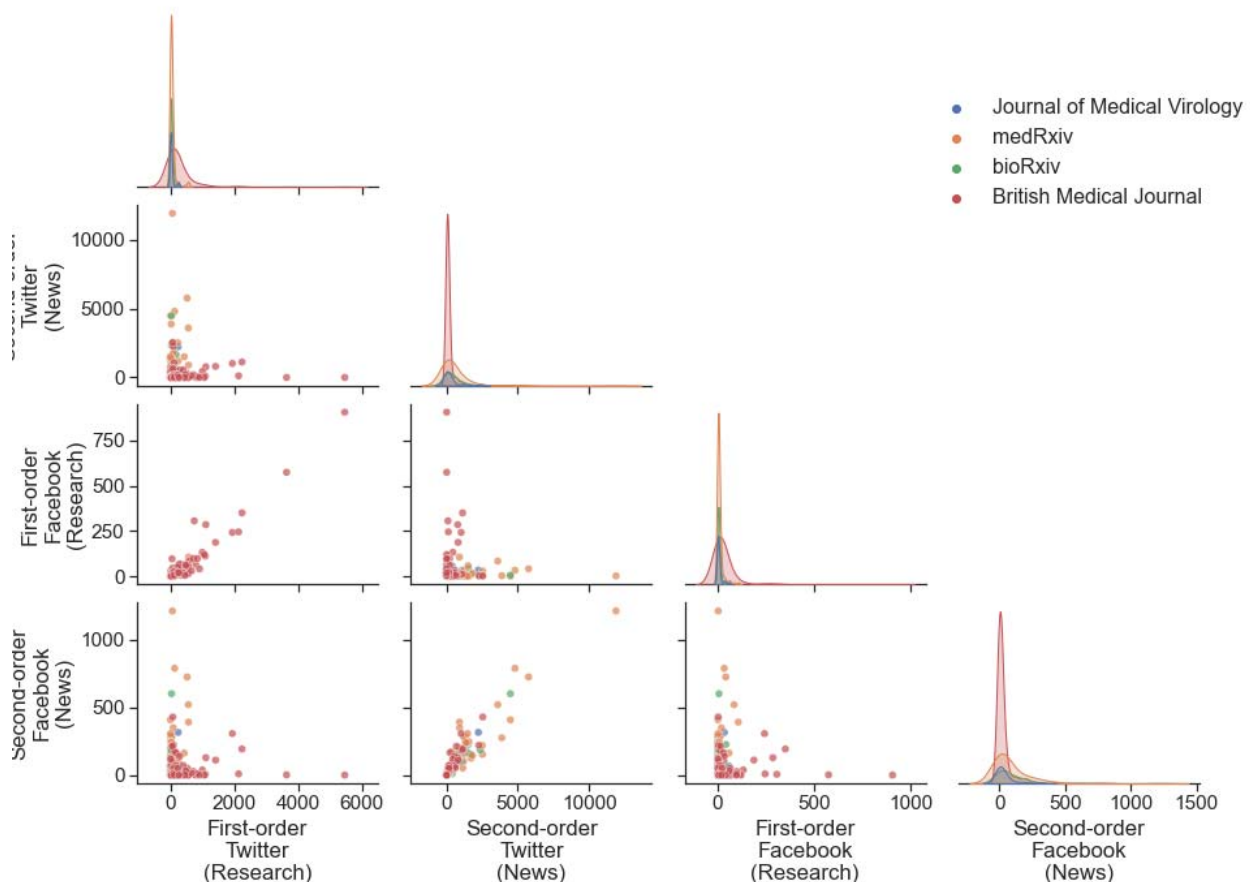 Journal of Medical Virology
medRxiv
bioRxiv
British Medical Journal
10000
5000
0
Twitter
(News)
750
500
250
0
First-order
Facebook
(Research)
1000
500
0
Second-order
Facebook
(News)
0
2000
4000
6000
First-order
Twitter
(Research)
0
5000
10000
Second-order
Twitter
(News)
0
500
1000
First-order
Facebook
(Research)
0
500
1000
1500
Second-order
Facebook
(News)